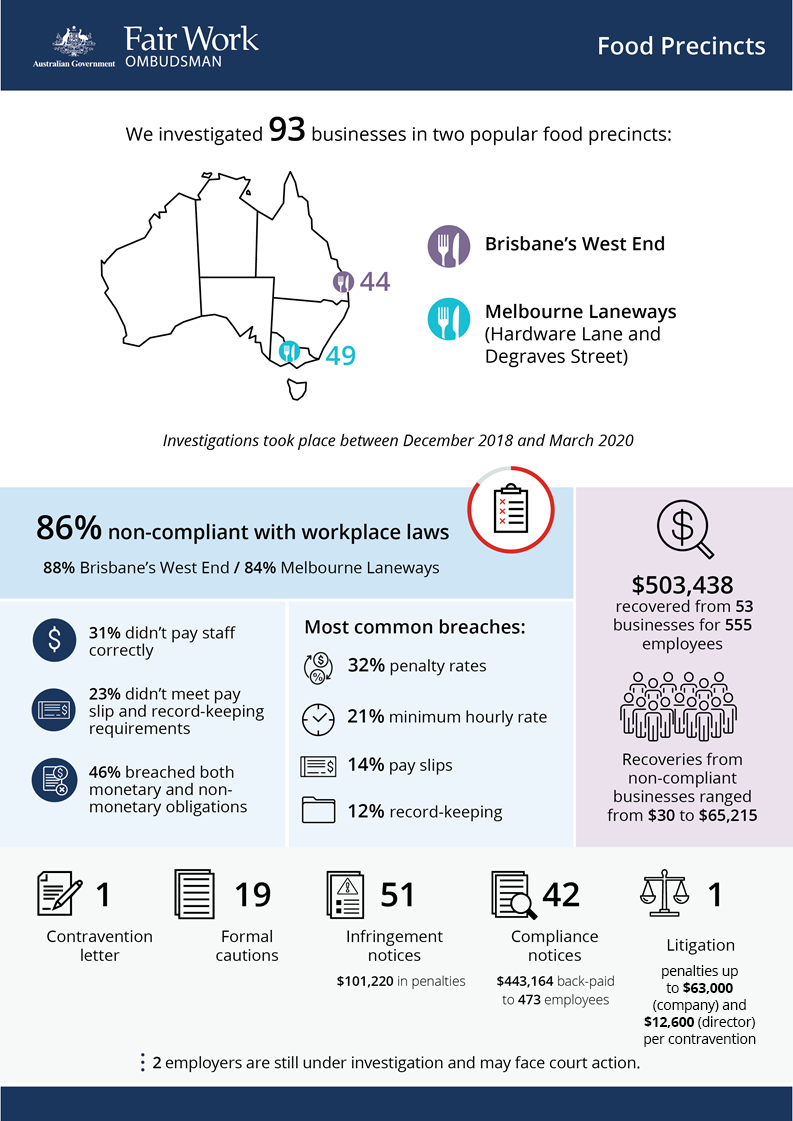 Australian Government
Fair Work
OMBUDSMAN
Food Precincts
We investigated 93 businesses in two popular food precincts:
44
49
Brisbane's West End
Melbourne Laneways
(Hardware Lane and
Degraves Street)
Investigations took place between December 2018 and March 2020
86% non-compliant with workplace laws
88% Brisbane's West End / 84% Melbourne Laneways
31% didn't pay staff
correctly
23% didn't meet pay
slip and record-keeping
requirements
46% breached both
monetary and non-
monetary obligations
Most common breaches:
32% penalty rates
21% minimum hourly rate
14% pay slips
12% record-keeping
$503,438
recovered from 53
businesses for 555
employees
Recoveries from
non-compliant
businesses ranged
from $30 to $65,215
1
Contravention
letter
19
Formal
cautions
51
Infringement
notices
$101,220 in penalties
42
Compliance
notices
$443,164 back-paid
to 473 employees
1
Litigation
penalties up
to $63,000
(company) and
$12,600 (director)
per contravention
2 employers are still under investigation and may face court action.